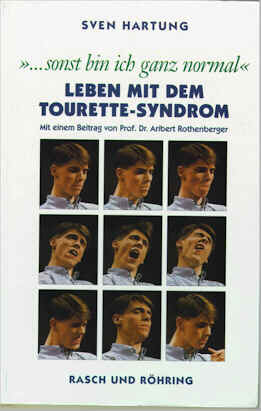 SVEN HARTUNG
»...sonst bin ich ganz normal«
LEBEN MIT DEM
TOURETTE-SYNDROM
Mit einem Beitrag von Prof. Dr. Aribert Rothenberger
RASCH UND RÖHRING